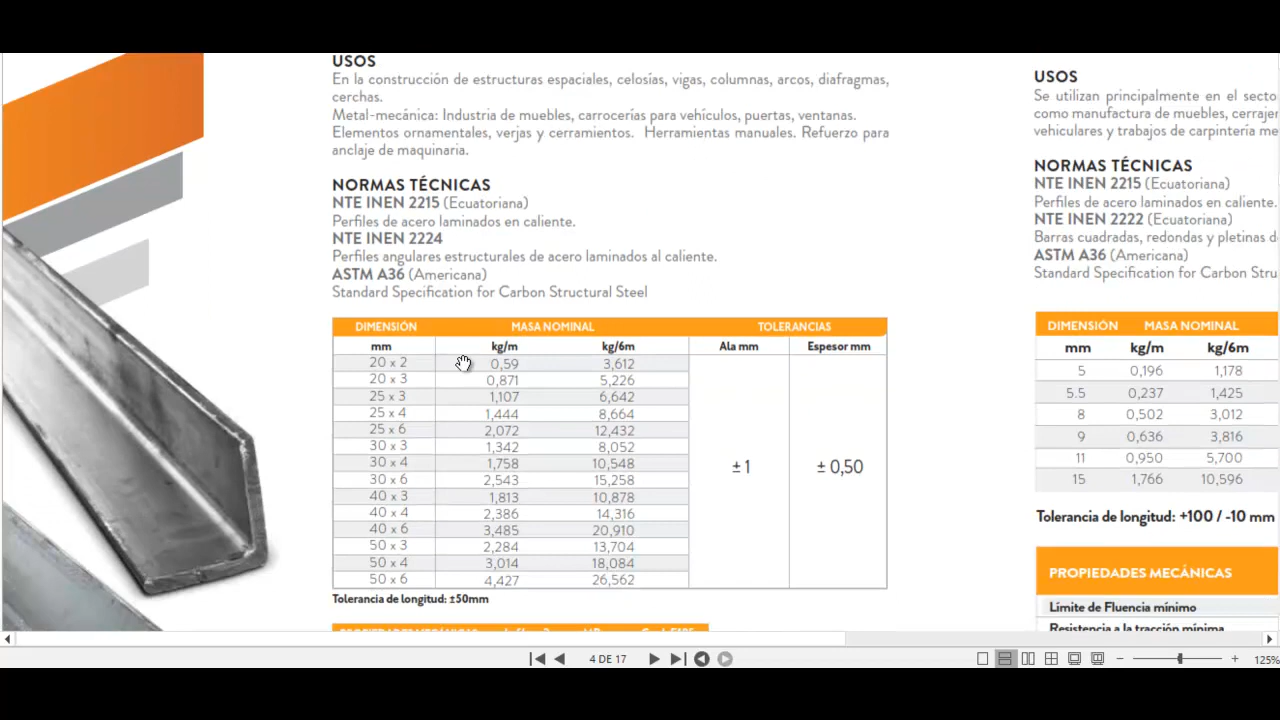 USOS
En la construcción de estructuras espaciales, celosías, vigas, columnas, arcos, diafragmas,
cerchas.
Metal-mecánica: Industria de muebles, carrocerías para vehículos, puertas, ventanas.
Elementos ornamentales, verjas y cerramientos. Herramientas manuales. Refuerzo para
anclaje de maquinaria.
NORMAS TÉCNICAS
NTE INEN 2215 (Ecuatoriana)
Perfiles de acero laminados en caliente.
NTE INEN 2224
Perfiles angulares estructurales de acero laminados al caliente.
ASTM A36 (Americana)
Standard Specification for Carbon Structural Steel
DIMENSIÓN MASA NOMINAL TOLERANCIAS
mm kg/m kg/6m Ala mm Espesor mm
20 x 2 0,59 3,612
20 x 3 0,871 5,226
25 x 3 1,107 6,642
25 x 4 1,444 8,664
25 x 6 2,072 12,432
30 x 3 1,342 8,052
30 x 4 1,758 10,548
± 1 ± 0,50
30 x 6 2,543 15,258
40 x 3 1,813 10,878
40 x 4 2,386 14,316
40 x 6 3,485 20,910
50 x 3 2,284 13,704
50 x 4 3,014 18,084
50 x 6 4,427 26,562
Tolerancia de longitud: ±50mm
USOS
Se utilizan principalmente en el secto
como manufactura de muebles, cerrajer
vehiculares y trabajos de carpintería me
NORMAS TÉCNICAS
NTE INEN 2215 (Ecuatoriana)
Perfiles de acero laminados en caliente.
NTE INEN 2222 (Ecuatoriana)
Barras cuadradas, redondas y pletinas d
ASTM A36 (Americana)
Standard Specification for Carbon Stru
DIMENSIÓN MASA NOMINAL
mm kg/m kg/6m
5 0,196 1,178
5.5 0,237 1,425
8 0,502 3,012
9 0,636 3,816
11 0,950 5,700
15 1,766 10,596
Tolerancia de longitud: +100 / -10 mm
PROPIEDADES MECÁNICAS
Límite de Fluencia mínimo
Resistencia a la tracción mínima
4 DE 17
125%